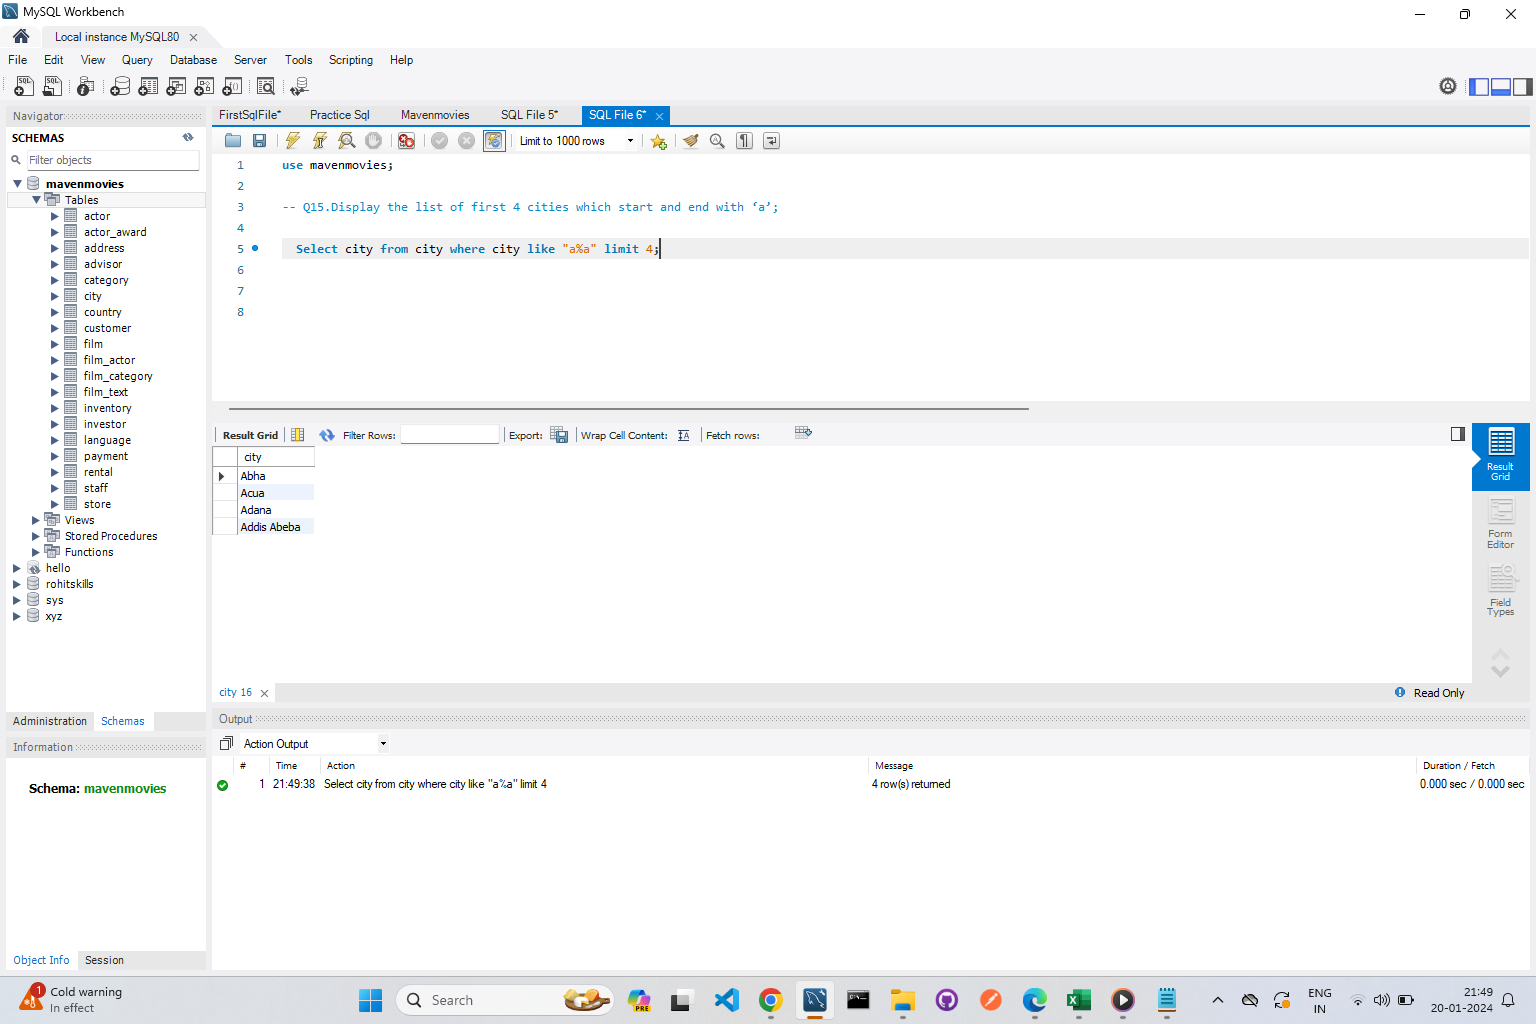 MySQL Workbench
Local instance MySQL80
File Edit View Query Database Server Tools Scripting Help
Navigator
SCHEMAS
Filter objects
mavenmovies
Tables
actor
actor_award
address
advisor
category
city
country
customer
film
film_actor
film_category
film_text
inventory
investor
language
payment
rental
staff
store
Views
Stored Procedures
Functions
hello
rohitskills
sys
xyz
Administration Schemas
Information
Schema: mavenmovies
Object Info Session
FirstSqlFile* Practice Sql Mavenmovies SQL File 5* SQL File 6*
Limit to 1000 rows
1 use mavenmovies;
2
3 -- Q15.Display the list of first 4 cities which start and end with ‘a’;
4
5 Select city from city where city like "a%a" limit 4;
6
7
8
Result Grid Filter Rows: Export: Wrap Cell Content: Fetch rows:
city
Abha
Acua
Adana
Addis Abeba
Result Grid
Form Editor
Field Types
city 16 Read Only
Output
Action Output
# Time Action Message Duration / Fetch
1 21:49:38 Select city from city where city like "a%a" limit 4 4 row(s) returned 0.000 sec / 0.000 sec
1 Cold warning
In effect
Search
PRE
ENG
IN
21:49
20-01-2024